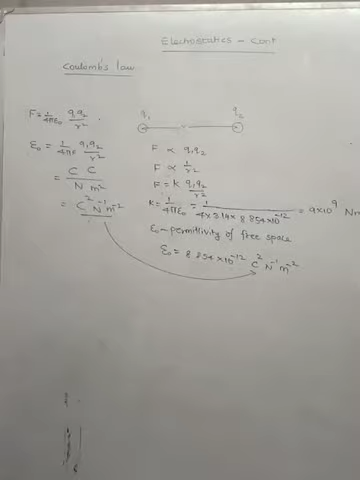 Electrostatics - Cont
Coulomb's law
F = 1/4πε₀ q₁q₂/r²
ε₀ = 1/4πF q₁q₂/r²
= C C / N m²
= C² N⁻¹ m⁻²
q₁ q₂
r
F ∝ q₁q₂
F ∝ 1/r²
F = K q₁q₂/r²
K = 1/4πε₀ = 1/4×3.14×8.854×10⁻¹² = 9×10⁹ Nm
ε₀ - permittivity of free space
ε₀ = 8.854×10⁻¹² C² N⁻¹ m⁻²